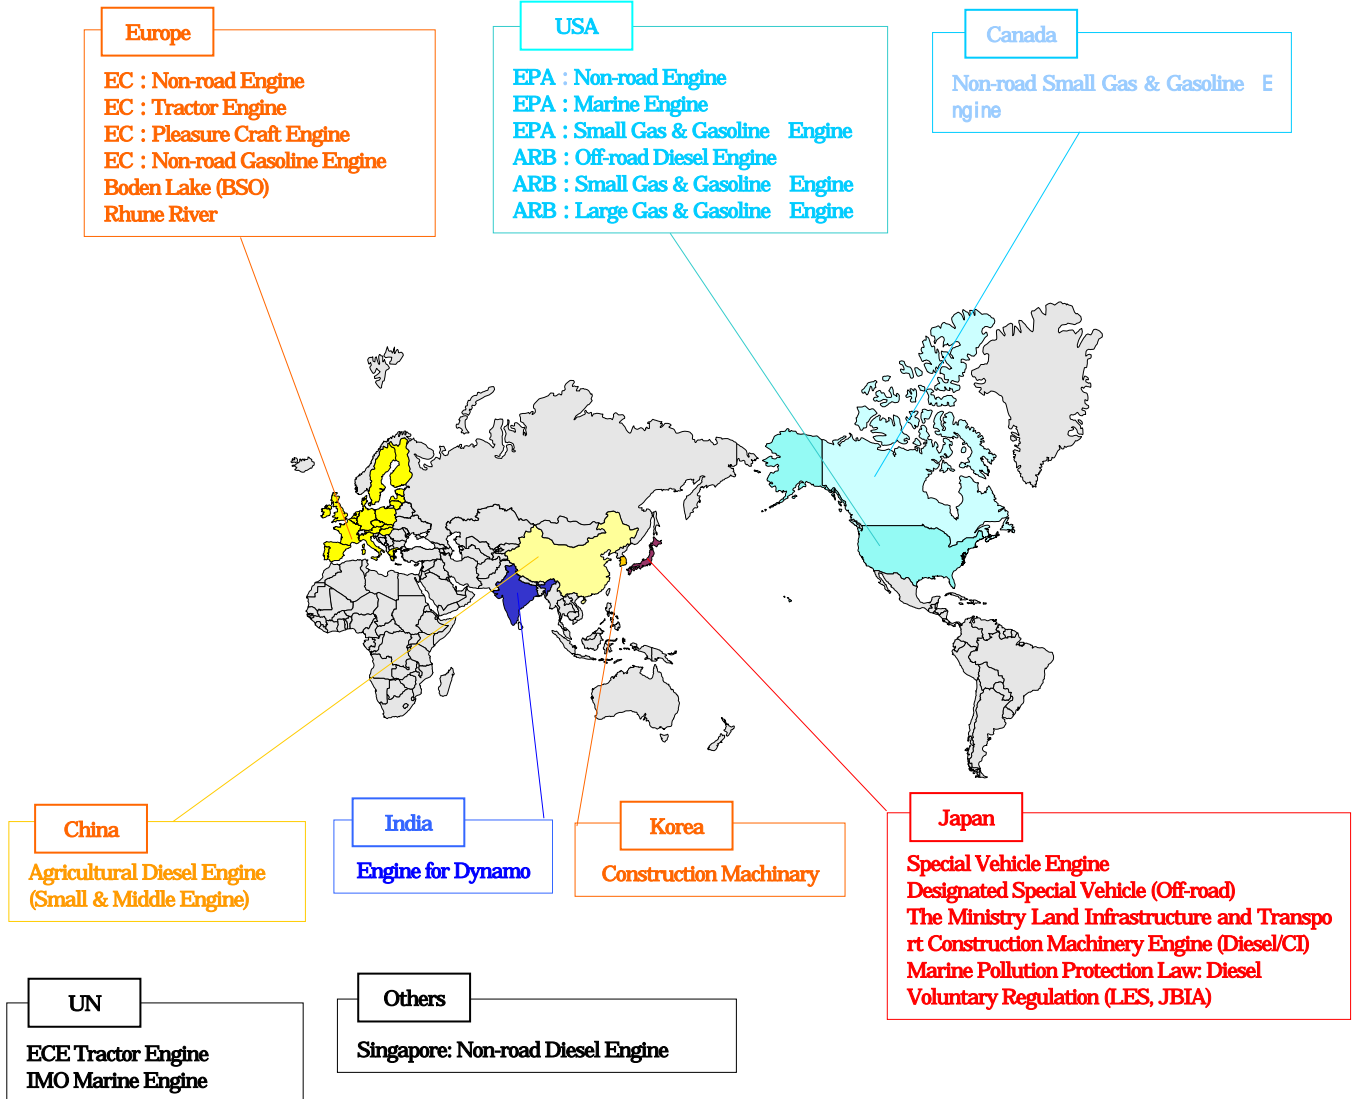 Europe
EC : Non-road Engine
EC : Tractor Engine
EC : Pleasure Craft Engine
EC : Non-road Gasoline Engine
Boden Lake (BSO)
Rhune River
USA
EPA : Non-road Engine
EPA : Marine Engine
EPA : Small Gas & Gasoline Engine
ARB : Off-road Diesel Engine
ARB : Small Gas & Gasoline Engine
ARB : Large Gas & Gasoline Engine
Canada
Non-road Small Gas & Gasoline E
ngine
China
Agricultural Diesel Engine
(Small & Middle Engine)
India
Engine for Dynamo
Korea
Construction Machinary
Japan
Special Vehicle Engine
Designated Special Vehicle (Off-road)
The Ministry Land Infrastructure and Transpo
rt Construction Machinery Engine (Diesel/CI)
Marine Pollution Protection Law: Diesel
Voluntary Regulation (LES, JBIA)
UN
ECE Tractor Engine
IMO Marine Engine
Others
Singapore: Non-road Diesel Engine